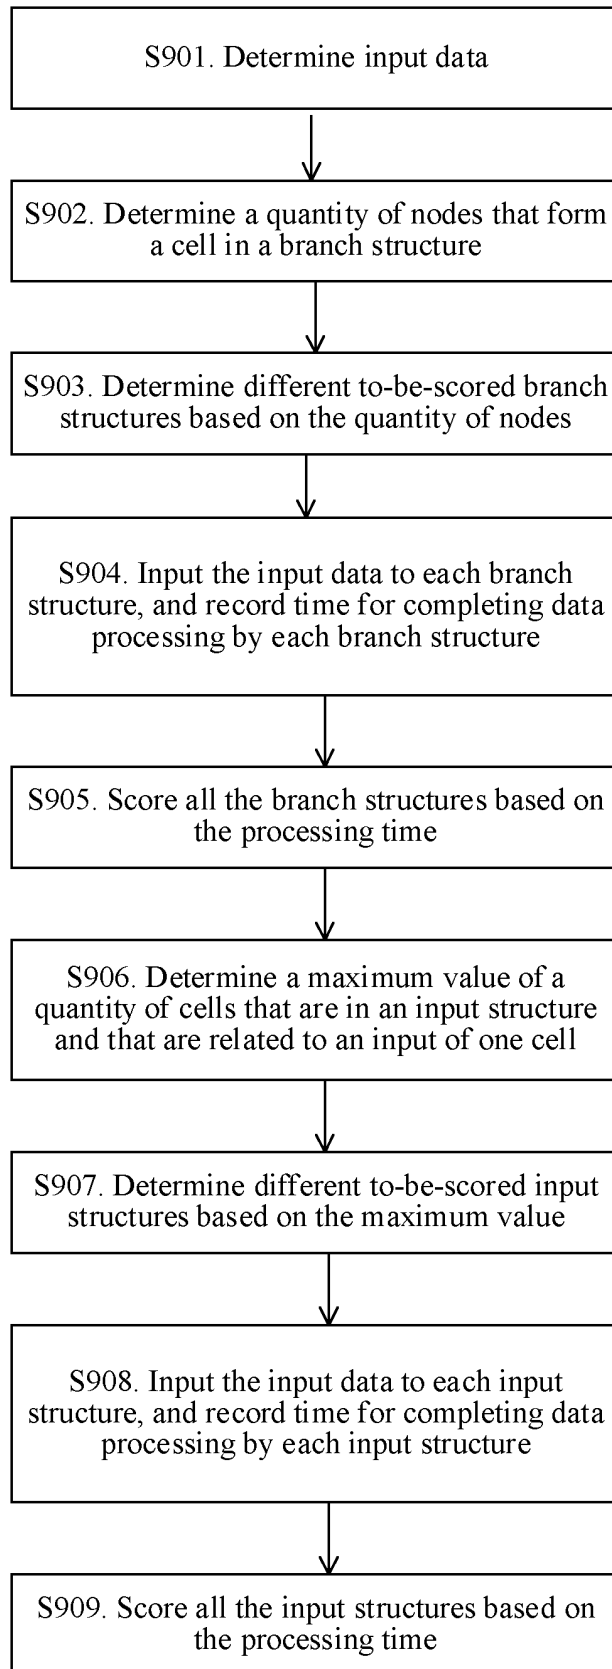 S901. Determine input data
S902. Determine a quantity of nodes that form
a cell in a branch structure
S903. Determine different to-be-scored branch
structures based on the quantity of nodes
S904. Input the input data to each branch
structure, and record time for completing data
processing by each branch structure
S905. Score all the branch structures based on
the processing time
S906. Determine a maximum value of a
quantity of cells that are in an input structure
and that are related to an input of one cell
S907. Determine different to-be-scored input
structures based on the maximum value
S908. Input the input data to each input
structure, and record time for completing data
processing by each input structure
S909. Score all the input structures based on
the processing time